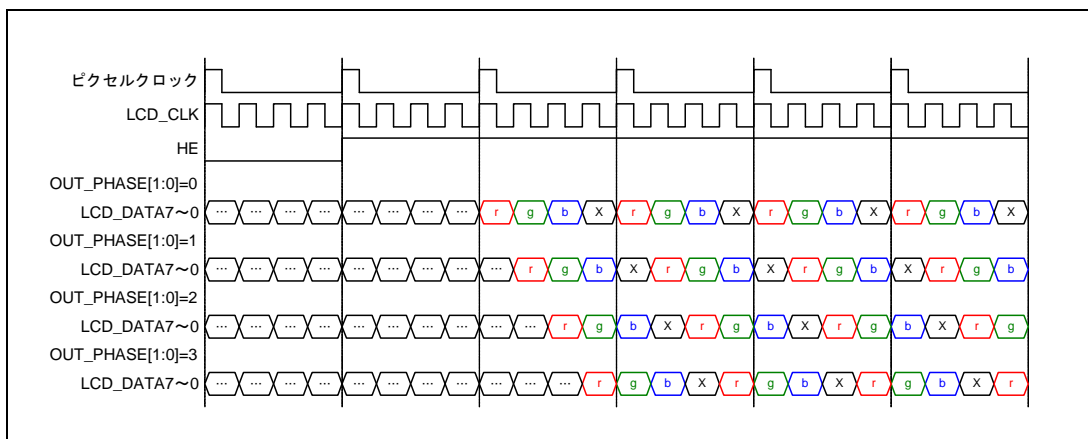 ピクセルクロック
LCD_CLK
HE
OUT_PHASE[1:0]=0
LCD_DATA7～0 … … … … … … … … r g b X r g b X r g b X r g b X
OUT_PHASE[1:0]=1
LCD_DATA7～0 … … … … … … … … … r g b X r g b X r g b X r g b
OUT_PHASE[1:0]=2
LCD_DATA7～0 … … … … … … … … … … r g b X r g b X r g b X r g
OUT_PHASE[1:0]=3
LCD_DATA7～0 … … … … … … … … … … … r g b X r g b X r g b X r